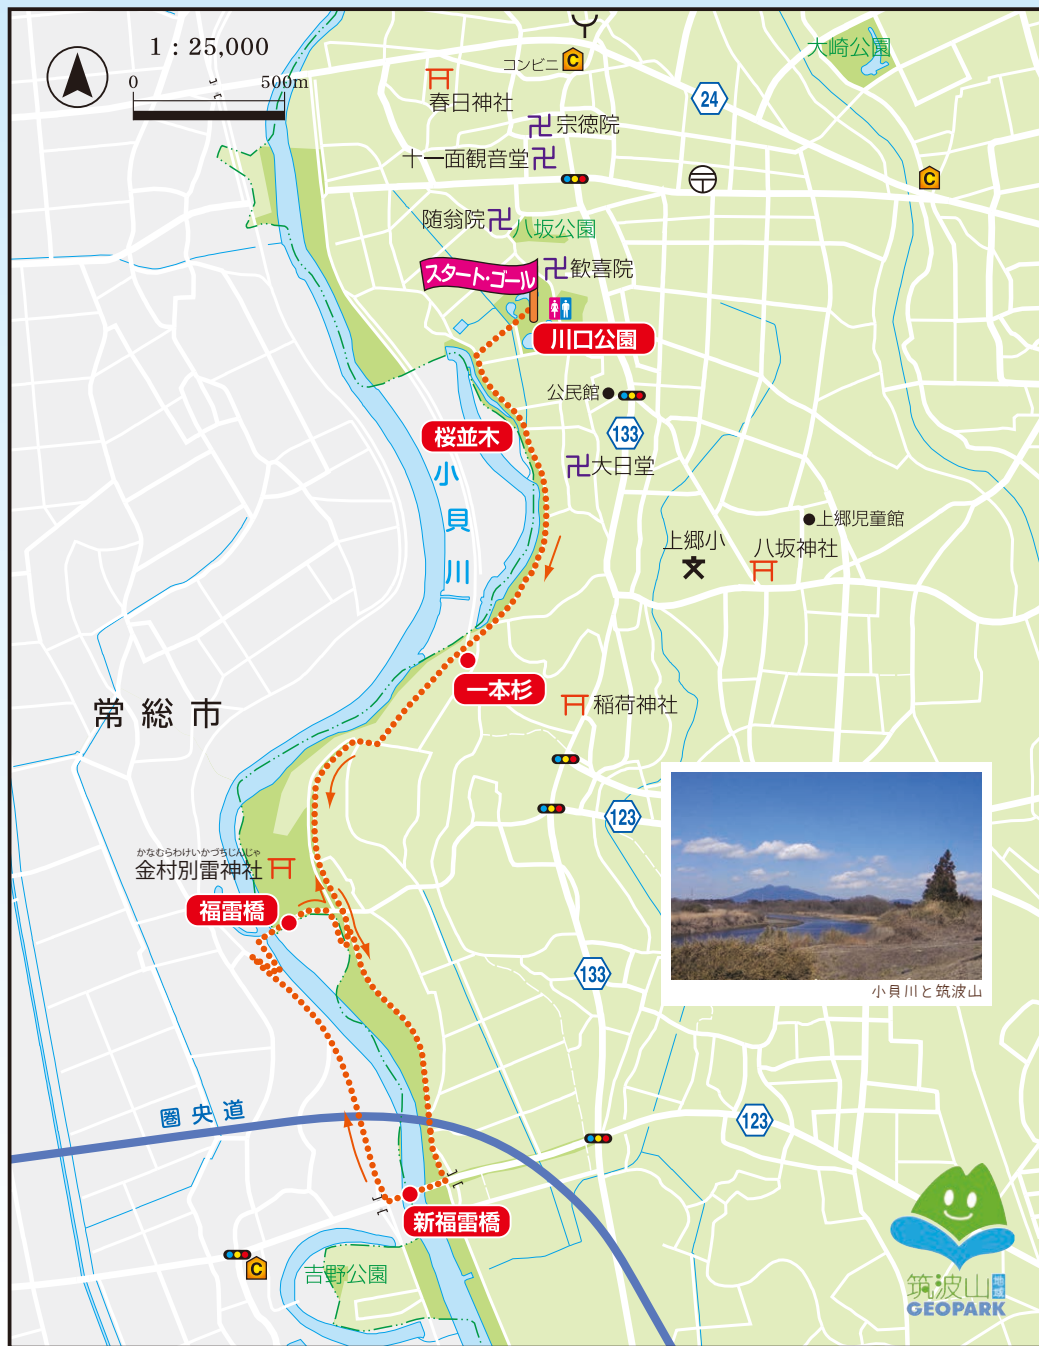 1 : 25,000
0 500m
コンビニ
C
大崎公園
春日神社
24
宗徳院
十一面観音堂
C
随翁院
八坂公園
歓喜院
スタート・ゴール
川口公園
公民館
133
桜並木
大日堂
小貝川
上郷児童館
上郷小
八坂神社
文
一本杉
稲荷神社
常総市
123
かなむらわけいかづちじんじゃ
金村別雷神社
福雷橋
133
小貝川と筑波山
圏央道
123
新福雷橋
C
吉野公園
筑波山地域
GEOPARK